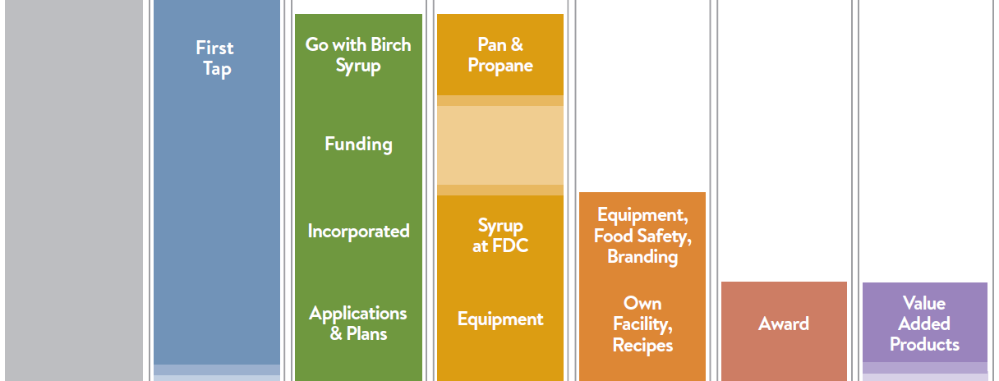 First
Tap
Go with Birch
Syrup
Funding
Incorporated
Applications
& Plans
Pan &
Propane
Syrup
at FDC
Equipment
Equipment,
Food Safety,
Branding
Own
Facility,
Recipes
Award
Value
Added
Products